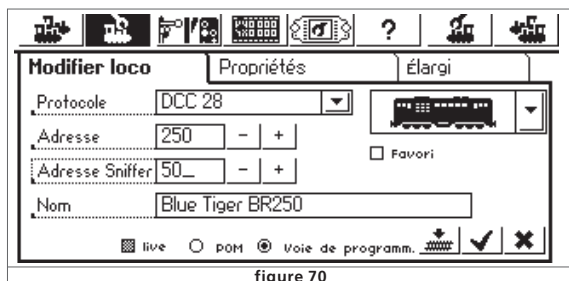 ?
Modifier loco Propriétés Élargi
Protocole DCC 28
Adresse 250 - +
Favori
Adresse Sniffer 50_ - +
Nom Blue Tiger BR250
live POM Voie de programm.
figure 70